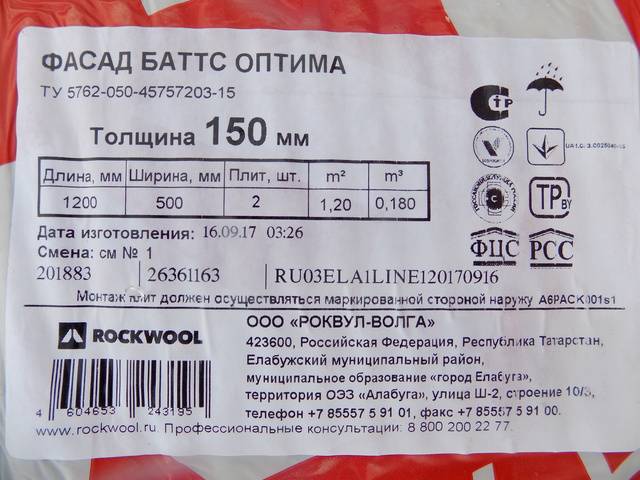 ФАСАД БАТТС ОПТИМА
ТУ 5762-050-45757203-15
Толщина 150 мм
Длина, мм Ширина, мм Плит, шт. m² m³
1200 500 2 1,20 0,180
Дата изготовления: 16.09.17 03:26
Смена: см № 1
201883 26361163 RU03ELA1LINE120170916
Монтаж плит должен осуществляться маркированной стороной наружу A6PACK001s1
ROCKWOOL
ООО «РОКВУЛ-ВОЛГА»
423600, Российская Федерация, Республика Татарстан,
Елабужский муниципальный район,
муниципальное образование «город Елабуга»,
территория ОЭЗ «Алабуга», улица Ш-2, строение 10/3,
телефон +7 85557 5 91 01, факс +7 85557 5 91 00.
4 604653 243195
www.rockwool.ru. Профессиональные консультации: 8 800 200 22 77.
ТР BY
ФЦС РСС